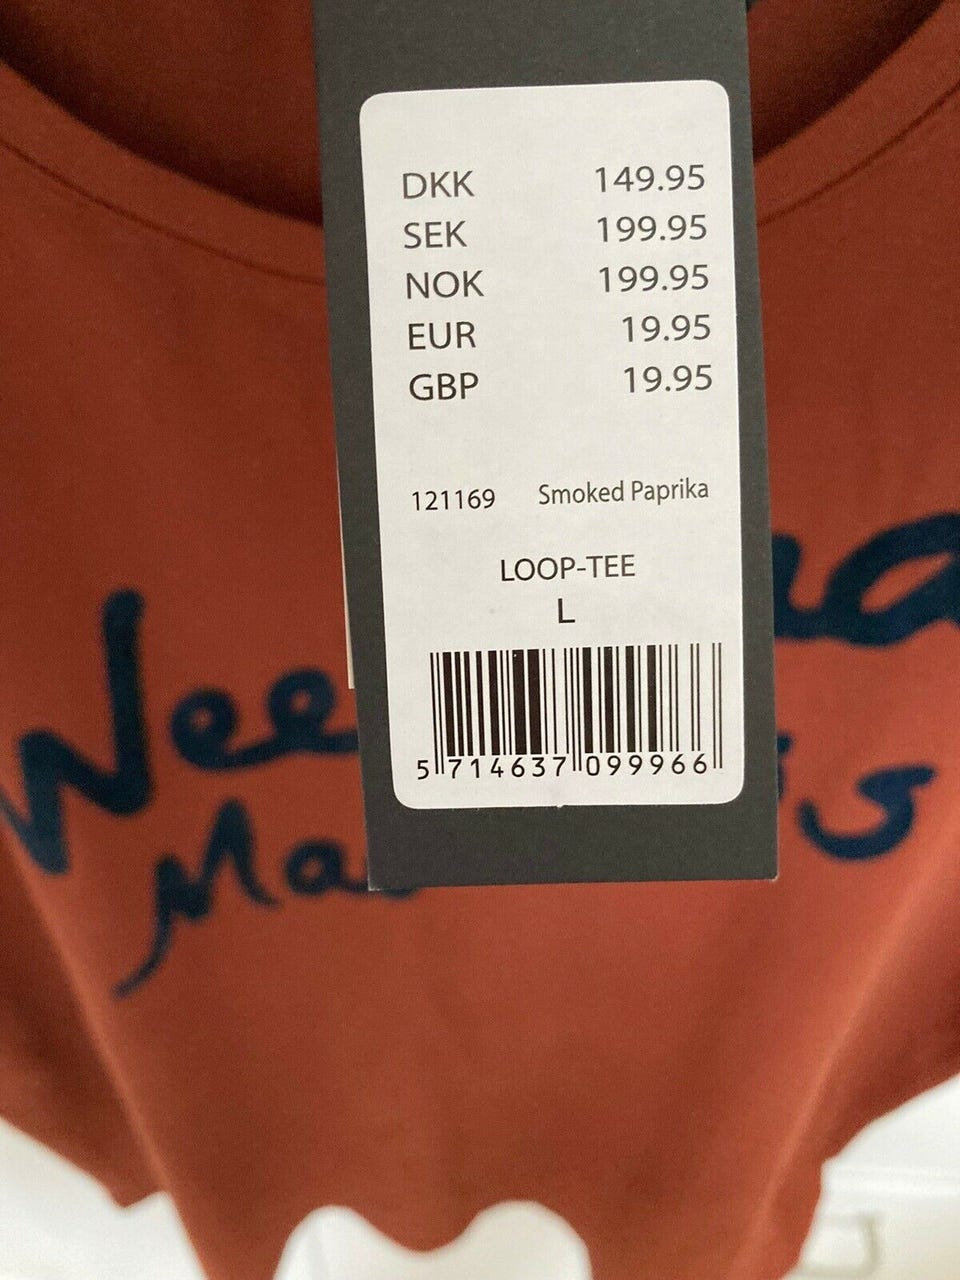 DKK 149.95
SEK 199.95
NOK 199.95
EUR 19.95
GBP 19.95
121169 Smoked Paprika
LOOP-TEE
L
5 714637 099966